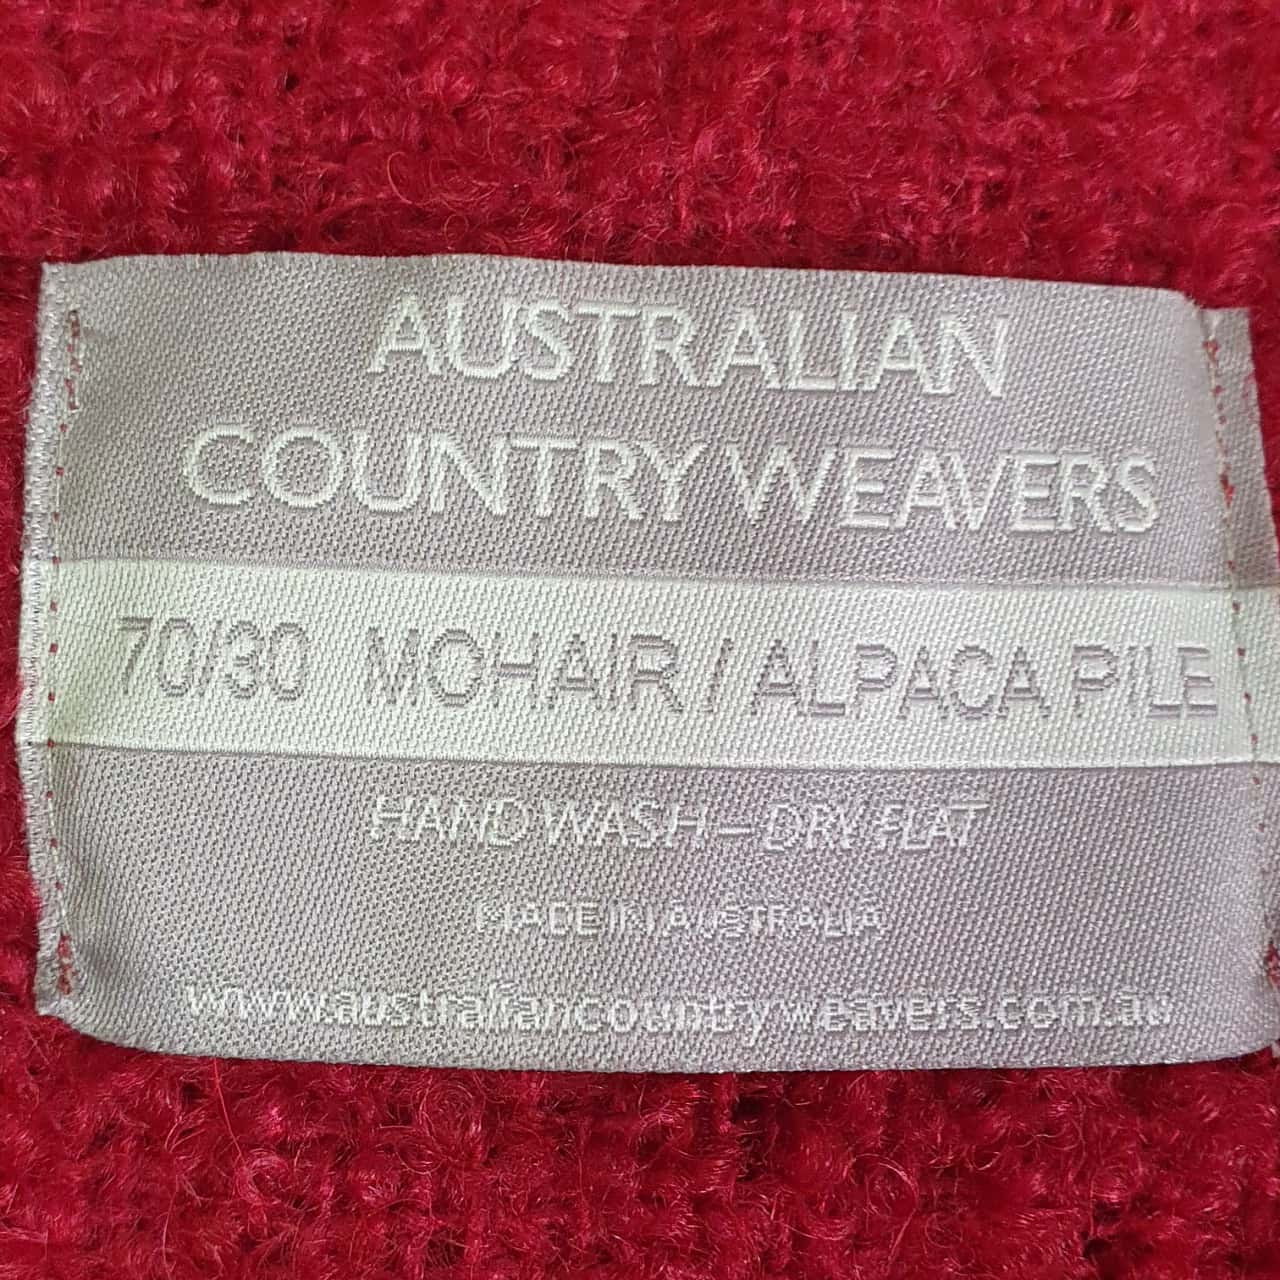 AUSTRALIAN
COUNTRY WEAVERS
70/30 MOHAIR / ALPACA PILE
HAND WASH - DRY FLAT
MADE IN AUSTRALIA
www.australiancountryweavers.com.au